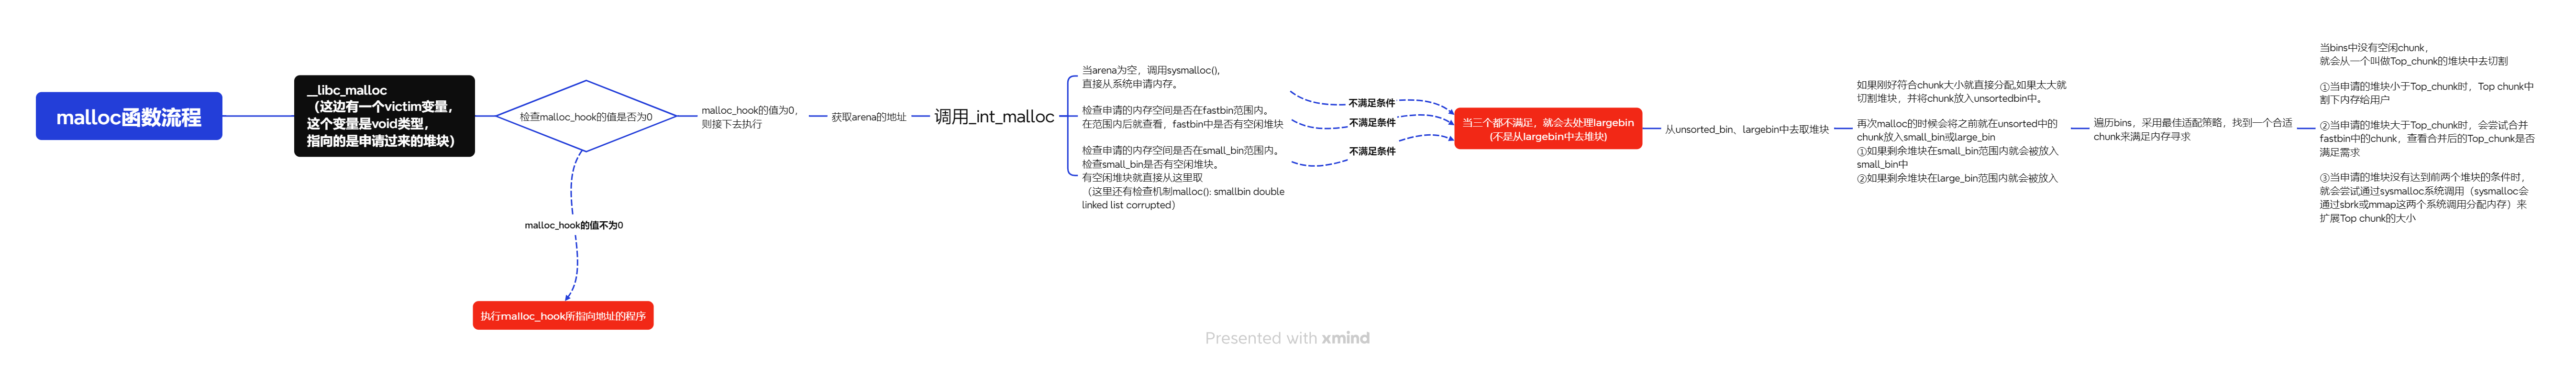 malloc函数流程
__libc_malloc
（这边有一个victim变量，
这个变量是void类型，
指向的是申请过来的堆块）
检查malloc_hook的值是否为0
malloc_hook的值不为0
执行malloc_hook所指向地址的程序
malloc_hook的值为0，
则接下去执行
获取arena的地址
调用_int_malloc
当arena为空，调用sysmalloc()，
直接从系统申请内存。
检查申请的内存空间是否在fastbin范围内。
在范围内后就查看，fastbin中是否有空闲堆块
检查申请的内存空间是否在small_bin范围内。
检查small_bin是否有空闲堆块。
有空闲堆块就直接从这里取
（这里还有检查机制malloc(): smallbin double
linked list corrupted）
不满足条件
不满足条件
不满足条件
当三个都不满足，就会去处理largebin
(不是从largebin中去堆块)
从unsorted_bin、largebin中去取堆块
如果刚好符合chunk大小就直接分配,如果太大就
切割堆块，并将chunk放入unsortedbin中。
再次malloc的时候会将之前就在unsorted中的
chunk放入small_bin或large_bin
①如果剩余堆块在small_bin范围内就会被放入
small_bin中
②如果剩余堆块在large_bin范围内就会被放入
遍历bins，采用最佳适配策略，找到一个合适
chunk来满足内存寻求
当bins中没有空闲chunk，
就会从一个叫做Top_chunk的堆块中去切割
①当申请的堆块小于Top_chunk时，Top chunk中
割下内存给用户
②当申请的堆块大于Top_chunk时，会尝试合并
fastbin中的chunk，查看合并后的Top_chunk是否
满足需求
③当申请的堆块没有达到前两个堆块的条件时，
就会尝试通过sysmalloc系统调用（sysmalloc会
通过sbrk或mmap这两个系统调用分配内存）来
扩展Top chunk的大小
Presented with xmind